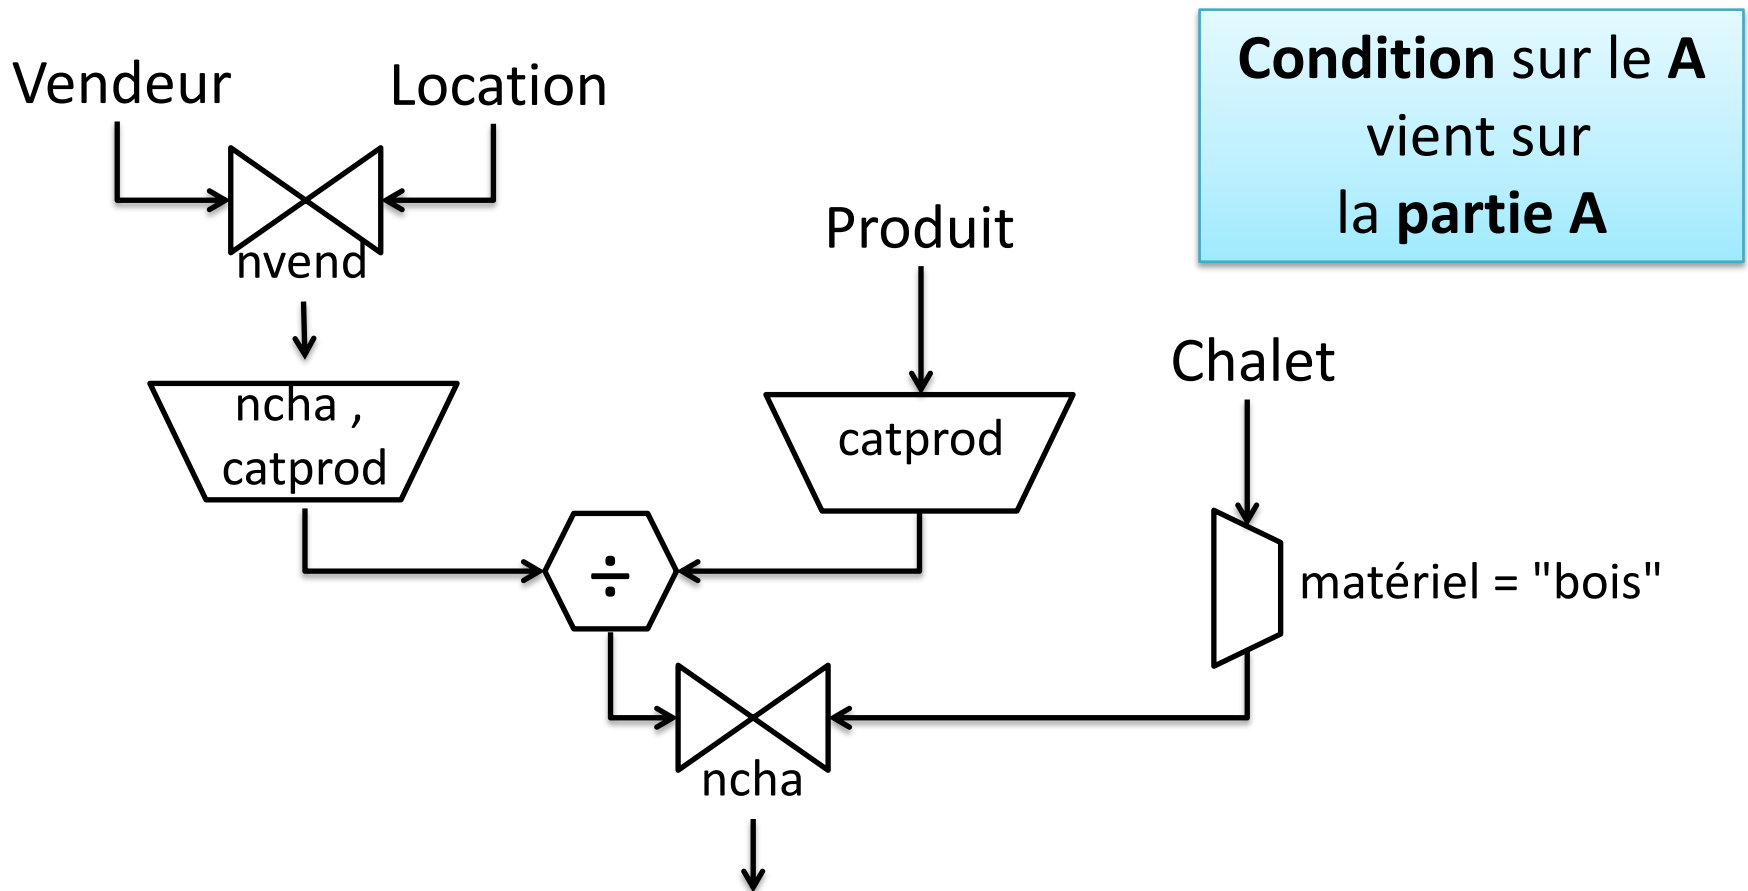 Vendeur
Location
Condition sur le A
vient sur
la partie A
nvend
Produit
Chalet
ncha ,
catprod
catprod
÷
matériel = "bois"
ncha